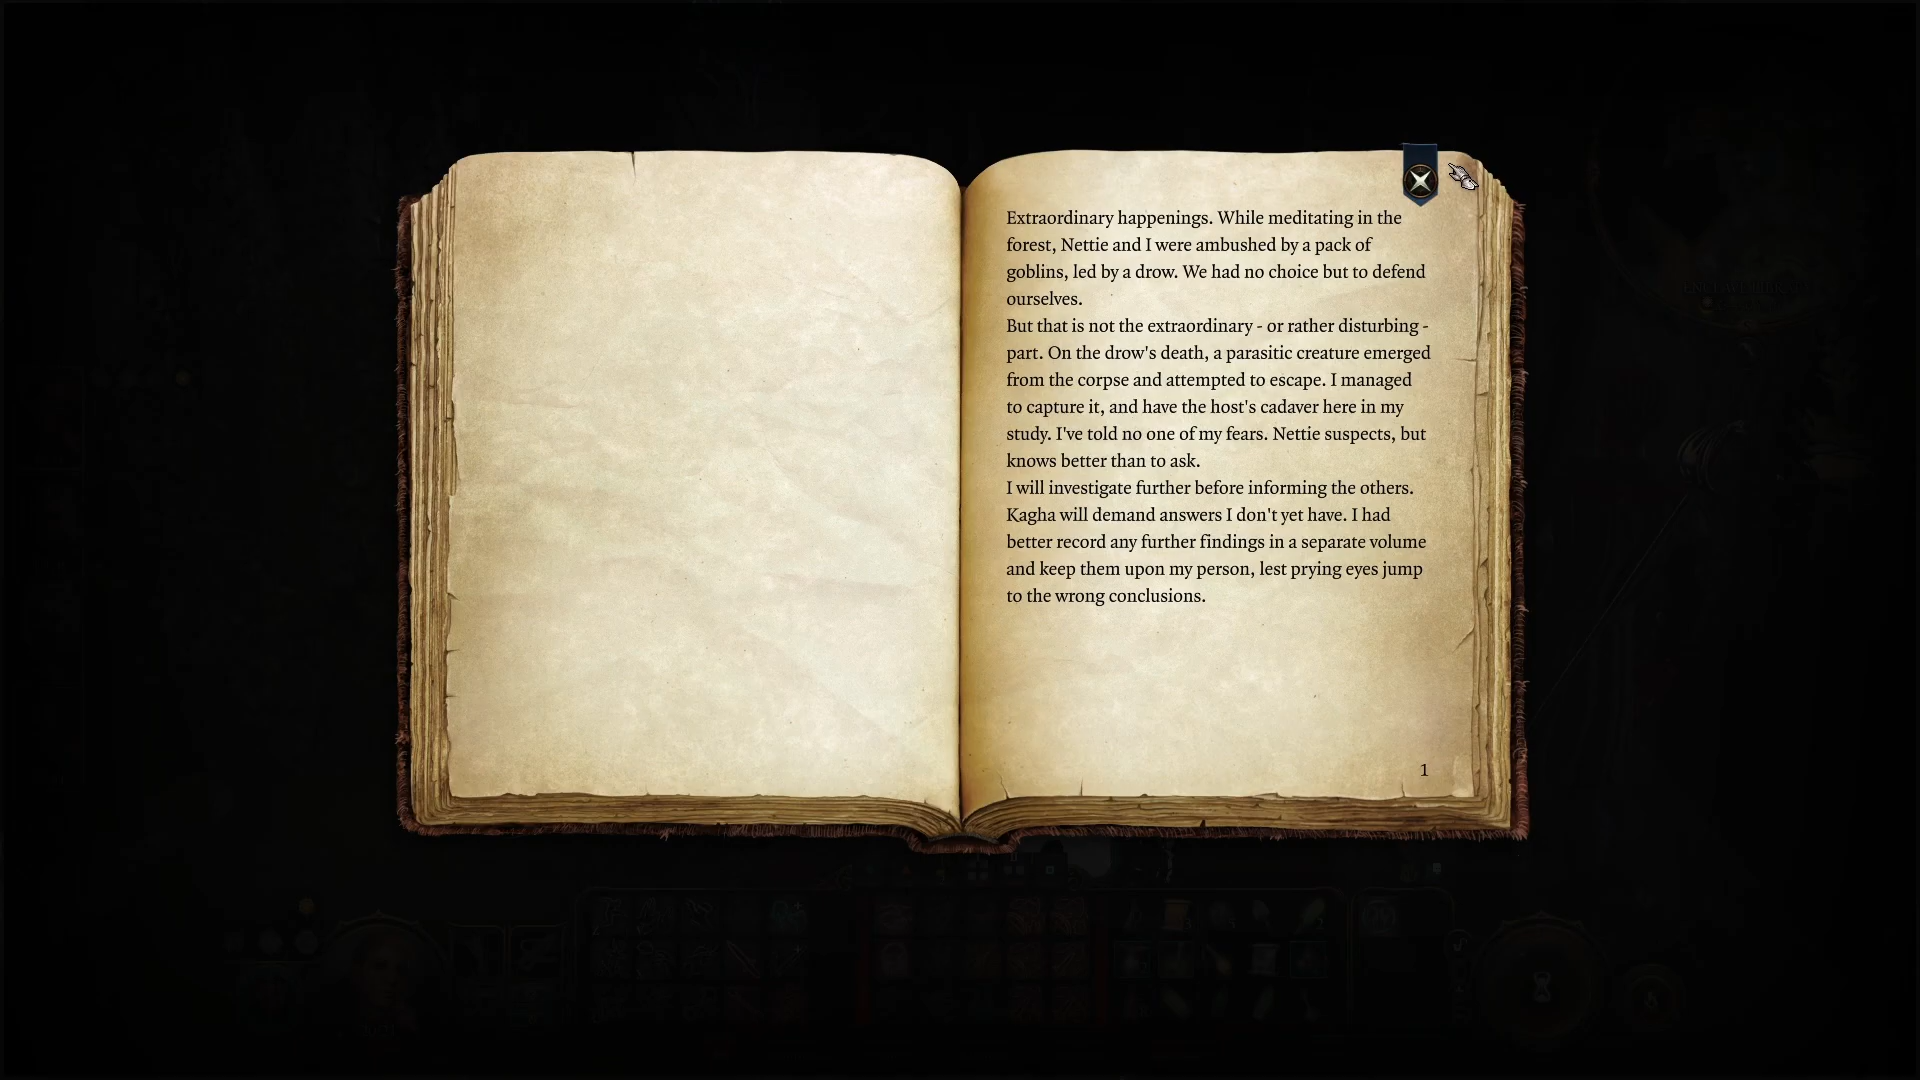 Extraordinary happenings. While meditating in the
forest, Nettie and I were ambushed by a pack of
goblins, led by a drow. We had no choice but to defend
ourselves.
But that is not the extraordinary - or rather disturbing -
part. On the drow's death, a parasitic creature emerged
from the corpse and attempted to escape. I managed
to capture it, and have the host's cadaver here in my
study. I've told no one of my fears. Nettie suspects, but
knows better than to ask.
I will investigate further before informing the others.
Kagha will demand answers I don't yet have. I had
better record any further findings in a separate volume
and keep them upon my person, lest prying eyes jump
to the wrong conclusions.
1